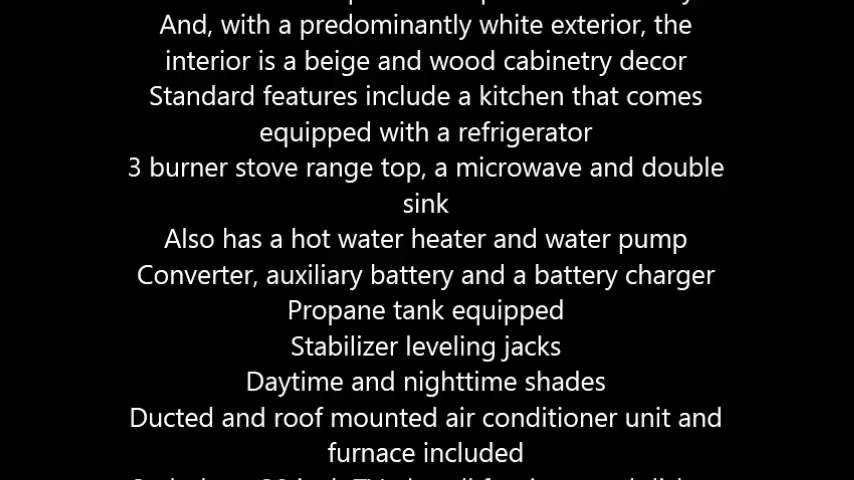 And, with a predominantly white exterior, the
interior is a beige and wood cabinetry decor
Standard features include a kitchen that comes
equipped with a refrigerator
3 burner stove range top, a microwave and double
sink
Also has a hot water heater and water pump
Converter, auxiliary battery and a battery charger
Propane tank equipped
Stabilizer leveling jacks
Daytime and nighttime shades
Ducted and roof mounted air conditioner unit and
furnace included